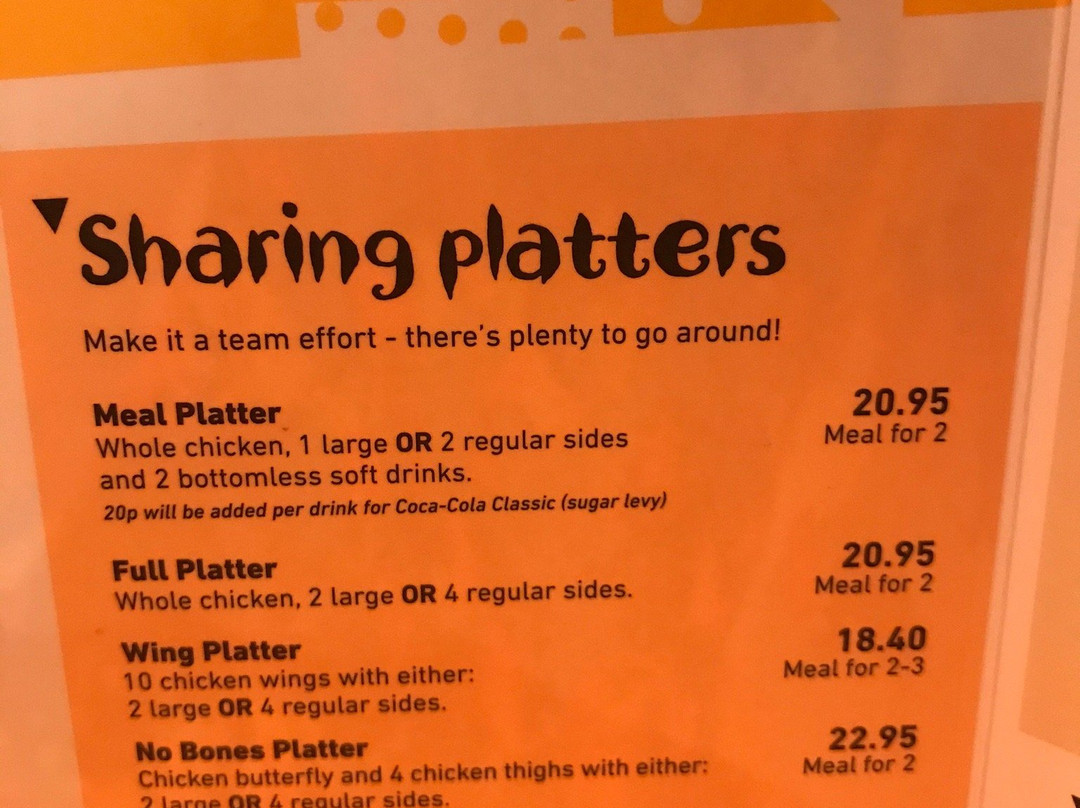 Sharing platters
Make it a team effort - there's plenty to go around!
Meal Platter
20.95
Whole chicken, 1 large OR 2 regular sides
Meal for 2
and 2 bottomless soft drinks.
20p will be added per drink for Coca-Cola Classic (sugar levy)
Full Platter
20.95
Whole chicken, 2 large OR 4 regular sides.
Meal for 2
Wing Platter
18.40
10 chicken wings with either:
Meal for 2-3
2 large OR 4 regular sides.
No Bones Platter
22.95
Chicken butterfly and 4 chicken thighs with either:
Meal for 2
2 large OR 4 regular sides.